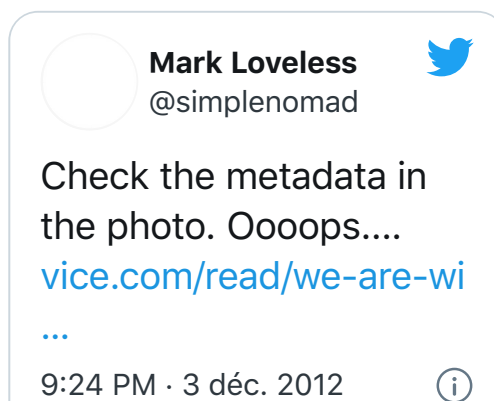 Mark Loveless
@simplenomad
Check the metadata in
the photo. Oooops....
vice.com/read/we-are-wi
...
9:24 PM · 3 déc. 2012